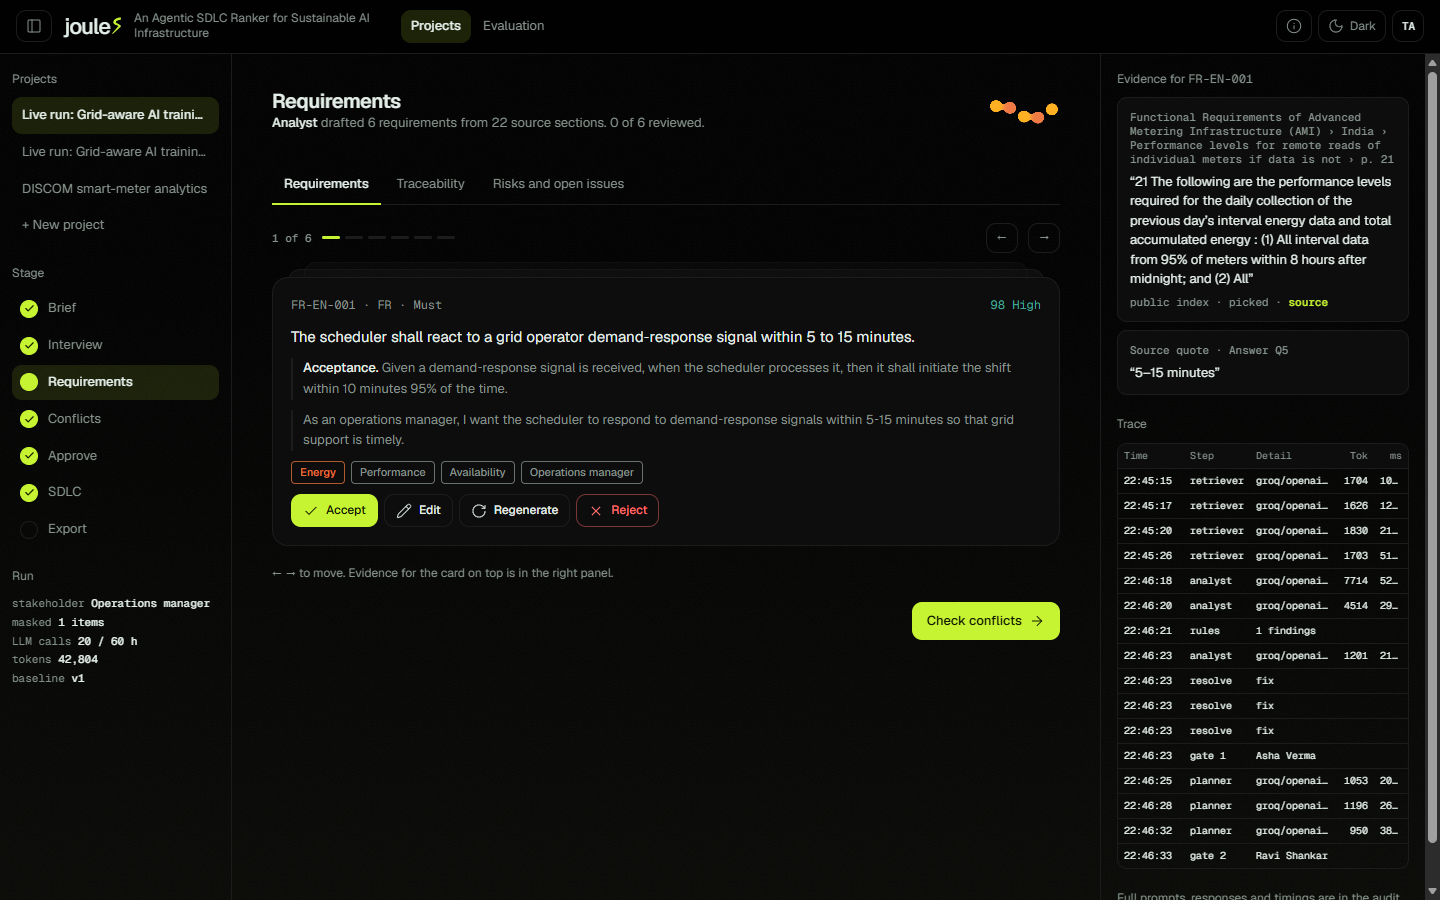 joules
An Agentic SDLC Ranker for Sustainable AI
Infrastructure
Projects
Evaluation
Dark
TA
Projects
Live run: Grid-aware AI traini…
Live run: Grid-aware AI trainin…
DISCOM smart-meter analytics
+ New project
Stage
Brief
Interview
Requirements
Conflicts
Approve
SDLC
Export
Run
stakeholder Operations manager
masked 1 items
LLM calls 20 / 60 h
tokens 42,804
baseline v1
Requirements
Analyst drafted 6 requirements from 22 source sections. 0 of 6 reviewed.
Requirements
Traceability
Risks and open issues
1 of 6
← →
FR-EN-001 · FR · Must
98 High
The scheduler shall react to a grid operator demand-response signal within 5 to 15 minutes.
Acceptance. Given a demand-response signal is received, when the scheduler processes it, then it shall initiate the shift
within 10 minutes 95% of the time.
As an operations manager, I want the scheduler to respond to demand-response signals within 5-15 minutes so that grid
support is timely.
Energy
Performance
Availability
Operations manager
Accept
Edit
Regenerate
Reject
← → to move. Evidence for the card on top is in the right panel.
Check conflicts →
Evidence for FR-EN-001
Functional Requirements of Advanced
Metering Infrastructure (AMI) › India ›
Performance levels for remote reads of
individual meters if data is not › p. 21
“21 The following are the performance levels
required for the daily collection of the
previous day’s interval energy data and total
accumulated energy : (1) All interval data
from 95% of meters within 8 hours after
midnight; and (2) All”
public index · picked · source
Source quote · Answer Q5
“5–15 minutes”
Trace
Time Step Detail Tok ms
22:45:15 retriever groq/openai… 1704 10…
22:45:17 retriever groq/openai… 1626 12…
22:45:20 retriever groq/openai… 1830 21…
22:45:26 retriever groq/openai… 1703 51…
22:46:18 analyst groq/openai… 7714 52…
22:46:20 analyst groq/openai… 4514 29…
22:46:21 rules 1 findings
22:46:23 analyst groq/openai… 1201 21…
22:46:23 resolve fix
22:46:23 resolve fix
22:46:23 resolve fix
22:46:23 gate 1 Asha Verma
22:46:25 planner groq/openai… 1053 20…
22:46:28 planner groq/openai… 1196 26…
22:46:32 planner groq/openai… 950 38…
22:46:33 gate 2 Ravi Shankar
Full prompts, responses and timings are in the audit